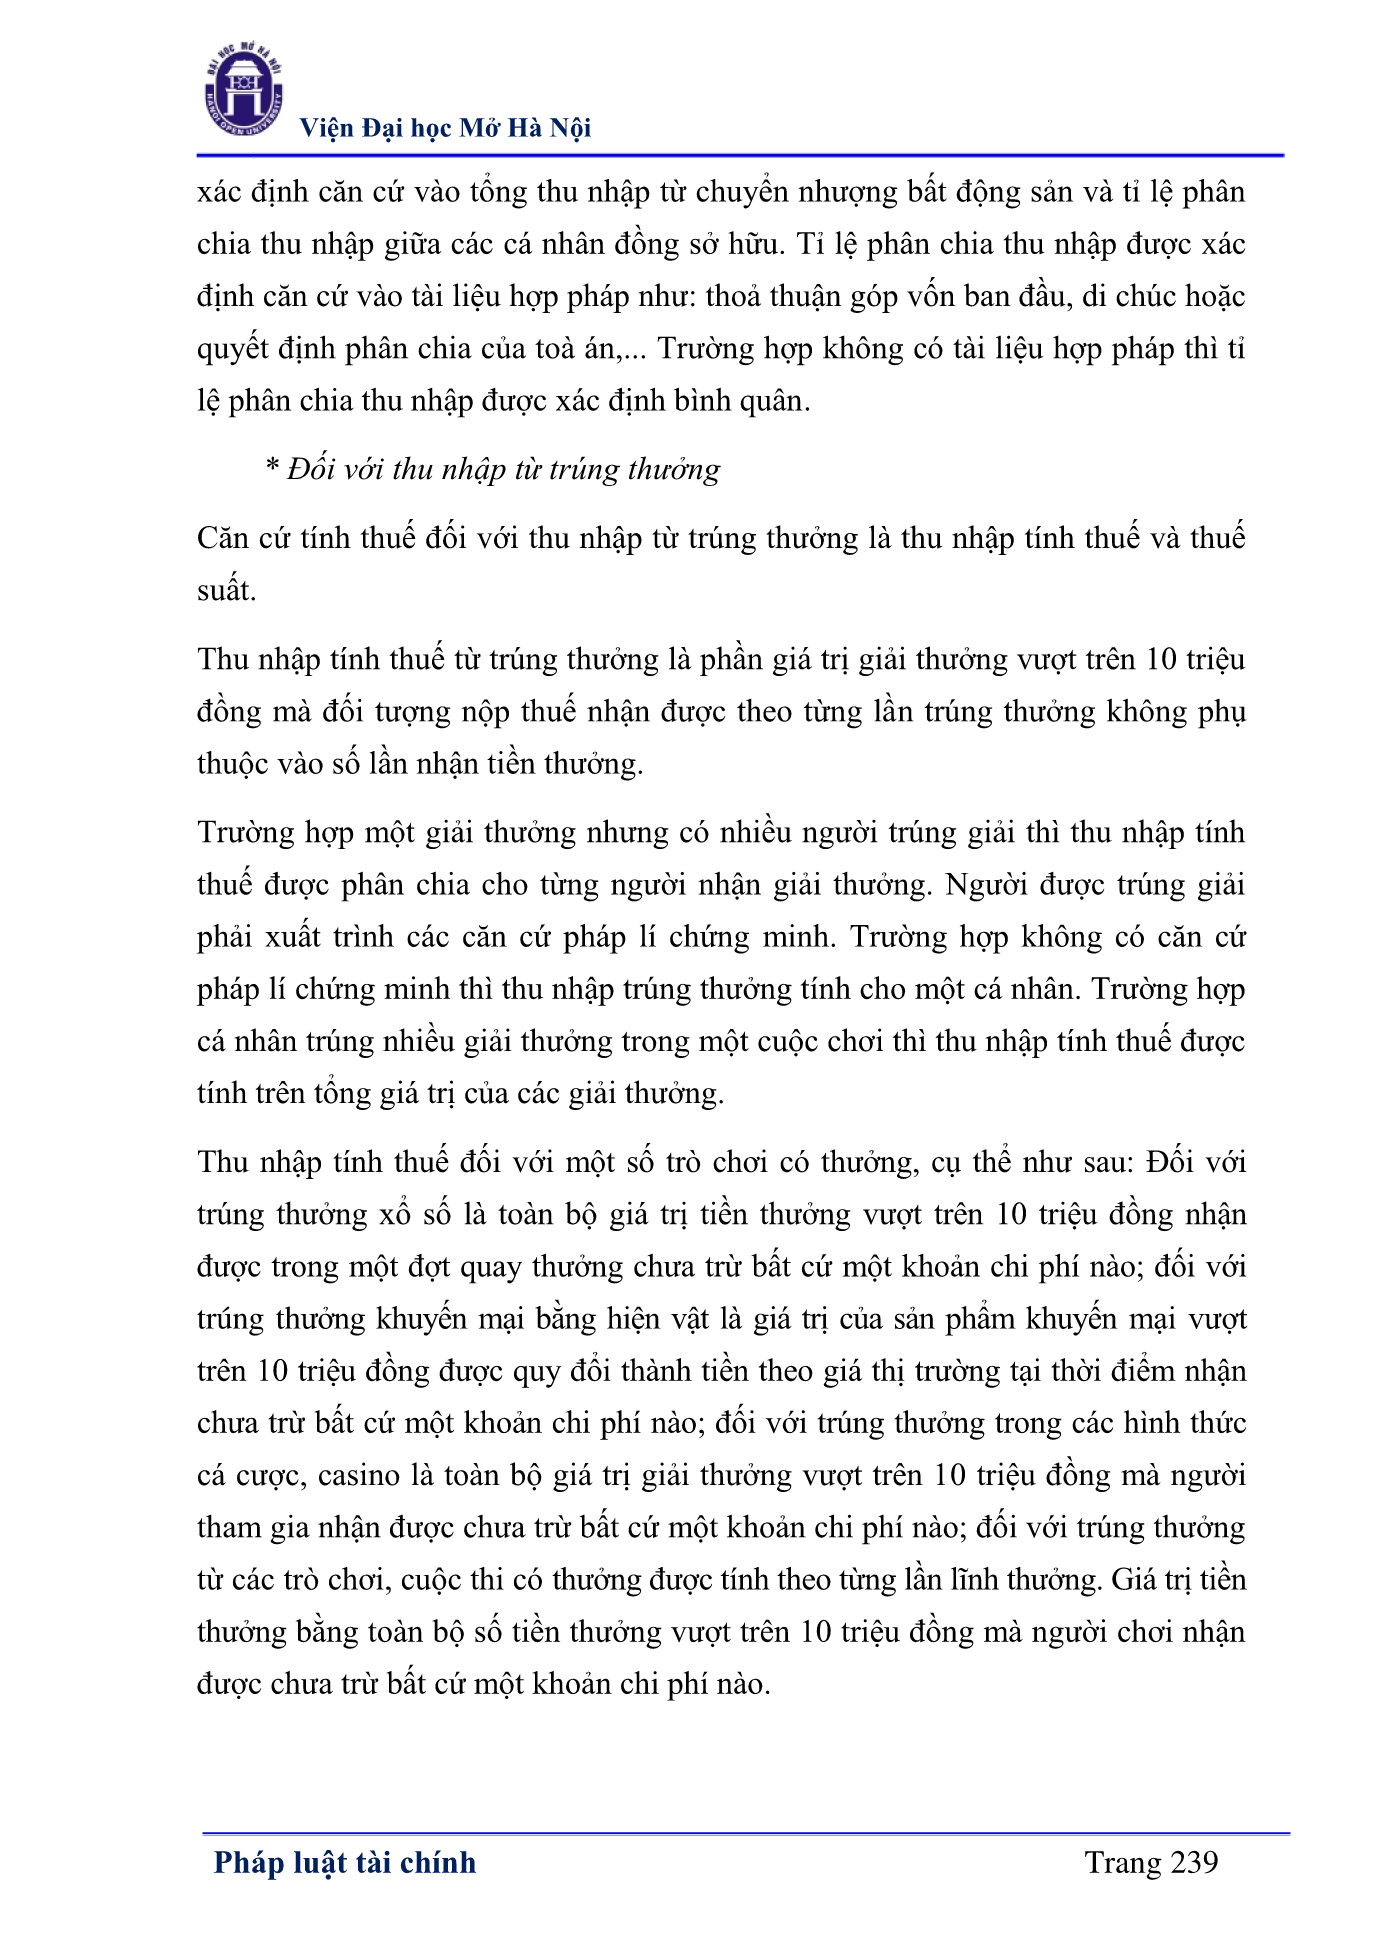 ĐẠI HỌC MỞ HÀ NỘI
HANOI OPEN UNIVERSITY
Viện Đại học Mở Hà Nội
xác định căn cứ vào tổng thu nhập từ chuyển nhượng bất động sản và tỉ lệ phân
chia thu nhập giữa các cá nhân đồng sở hữu. Tỉ lệ phân chia thu nhập được xác
định căn cứ vào tài liệu hợp pháp như: thoả thuận góp vốn ban đầu, di chúc hoặc
quyết định phân chia của toà án,... Trường hợp không có tài liệu hợp pháp thì tỉ
lệ phân chia thu nhập được xác định bình quân.
* Đối với thu nhập từ trúng thưởng
Căn cứ tính thuế đối với thu nhập từ trúng thưởng là thu nhập tính thuế và thuế
suất.
Thu nhập tính thuế từ trúng thưởng là phần giá trị giải thưởng vượt trên 10 triệu
đồng mà đối tượng nộp thuế nhận được theo từng lần trúng thưởng không phụ
thuộc vào số lần nhận tiền thưởng.
Trường hợp một giải thưởng nhưng có nhiều người trúng giải thì thu nhập tính
thuế được phân chia cho từng người nhận giải thưởng. Người được trúng giải
phải xuất trình các căn cứ pháp lí chứng minh. Trường hợp không có căn cứ
pháp lí chứng minh thì thu nhập trúng thưởng tính cho một cá nhân. Trường hợp
cá nhân trúng nhiều giải thưởng trong một cuộc chơi thì thu nhập tính thuế được
tính trên tổng giá trị của các giải thưởng.
Thu nhập tính thuế đối với một số trò chơi có thưởng, cụ thể như sau: Đối với
trúng thưởng xổ số là toàn bộ giá trị tiền thưởng vượt trên 10 triệu đồng nhận
được trong một đợt quay thưởng chưa trừ bất cứ một khoản chi phí nào; đối với
trúng thưởng khuyến mại bằng hiện vật là giá trị của sản phẩm khuyến mại vượt
trên 10 triệu đồng được quy đổi thành tiền theo giá thị trường tại thời điểm nhận
chưa trừ bất cứ một khoản chi phí nào; đối với trúng thưởng trong các hình thức
cá cược, casino là toàn bộ giá trị giải thưởng vượt trên 10 triệu đồng mà người
tham gia nhận được chưa trừ bất cứ một khoản chi phí nào; đối với trúng thưởng
từ các trò chơi, cuộc thi có thưởng được tính theo từng lần lĩnh thưởng. Giá trị tiền
thưởng bằng toàn bộ số tiền thưởng vượt trên 10 triệu đồng mà người chơi nhận
được chưa trừ bất cứ một khoản chi phí nào.
Pháp luật tài chính
Trang 239